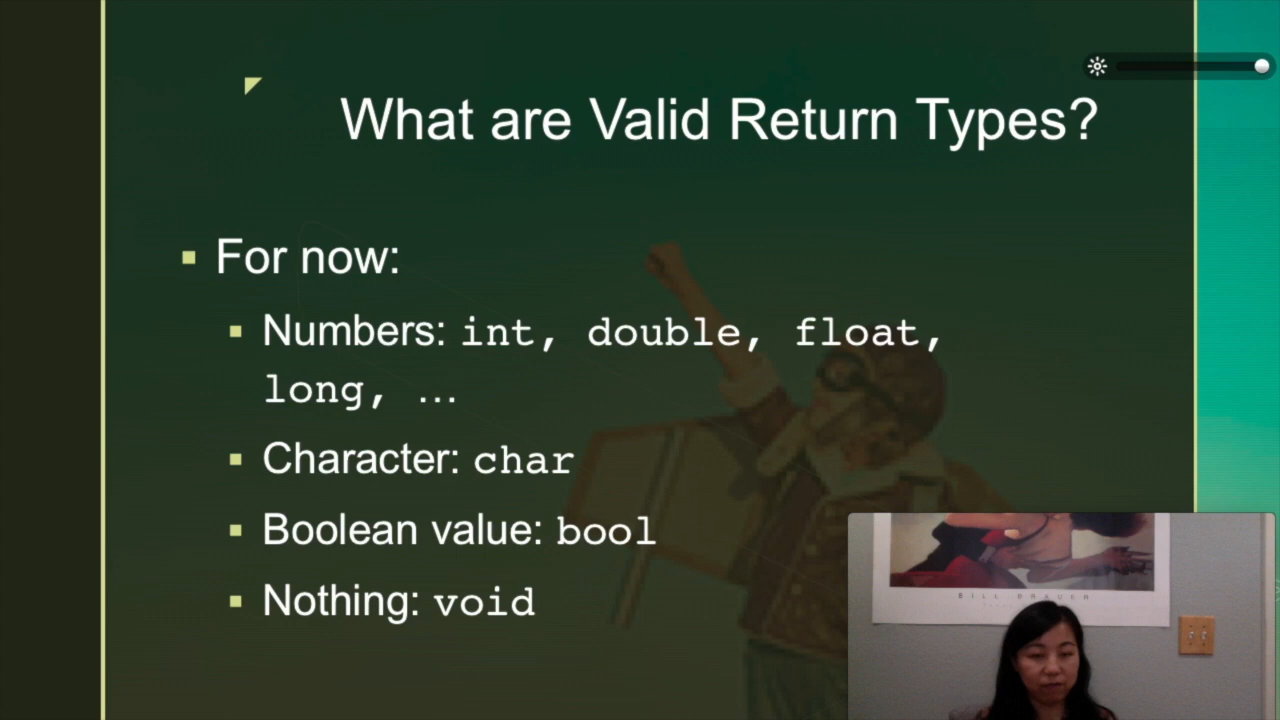 What are Valid Return Types?
For now:
Numbers: int, double, float,
long, …
Character: char
Boolean value: bool
Nothing: void
BILL BRAUER